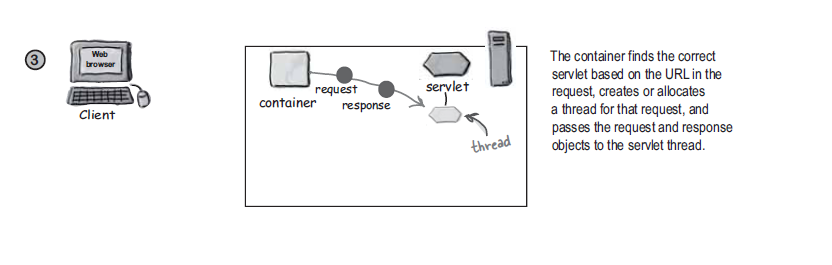 3
Web
browser
Client
container
request
response
servlet
thread
The container finds the correct
servlet based on the URL in the
request, creates or allocates
a thread for that request, and
passes the request and response
objects to the servlet thread.